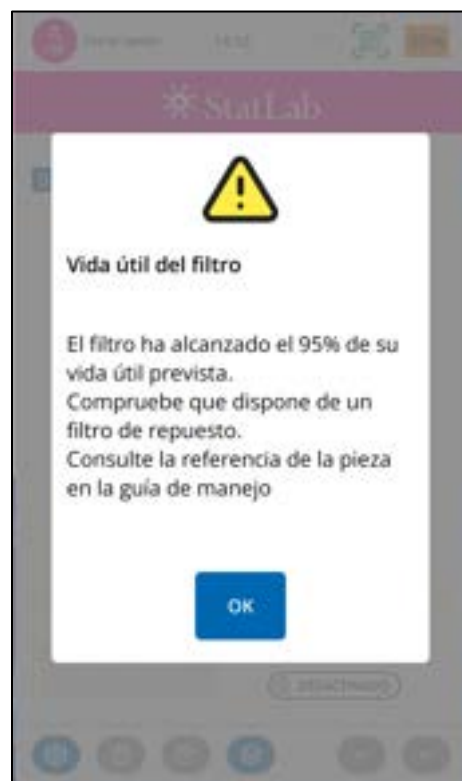 StatLab
Vida útil del filtro
El filtro ha alcanzado el 95% de su
vida útil prevista.
Compruebe que dispone de un
filtro de repuesto.
Consulte la referencia de la pieza
en la guía de manejo
OK